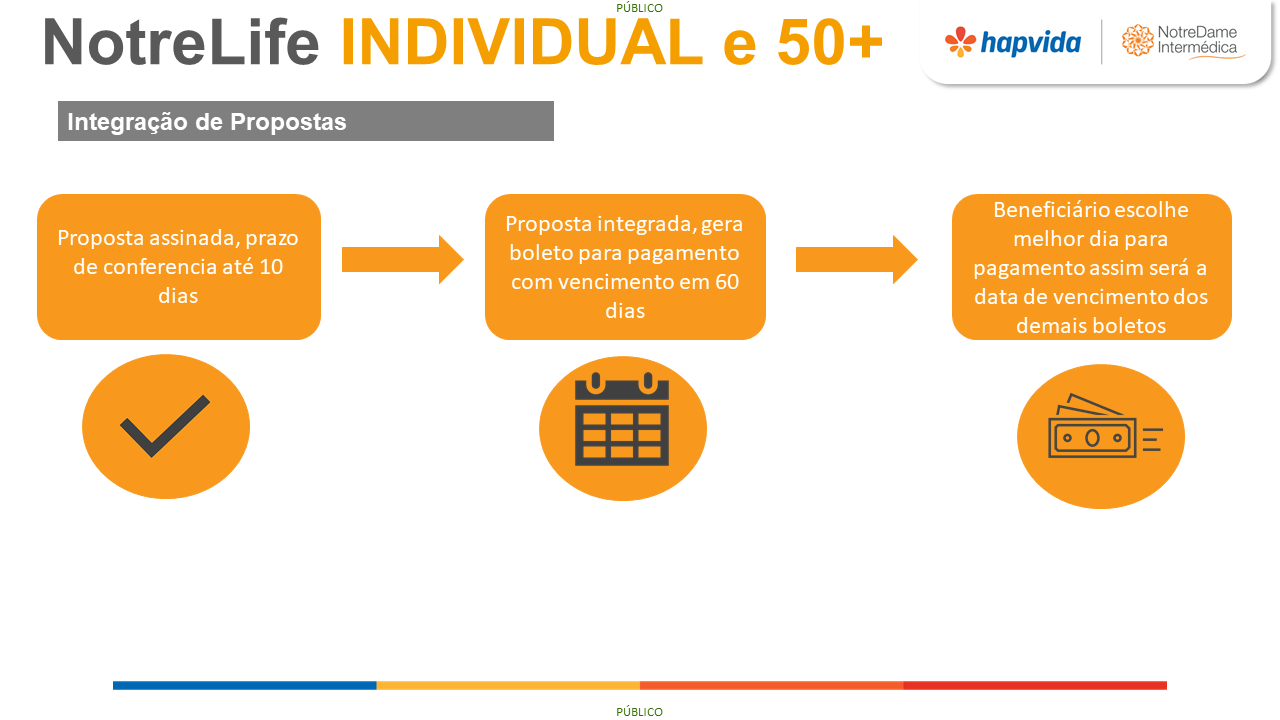 PÚBLICO
NotreLife INDIVIDUAL e 50+
hapvida
NotreDame
Intermédica
Integração de Propostas
Proposta assinada, prazo
de conferencia até 10
dias
Proposta integrada, gera
boleto para pagamento
com vencimento em 60
dias
Beneficiário escolhe
melhor dia para
pagamento assim será a
data de vencimento dos
demais boletos
PÚBLICO